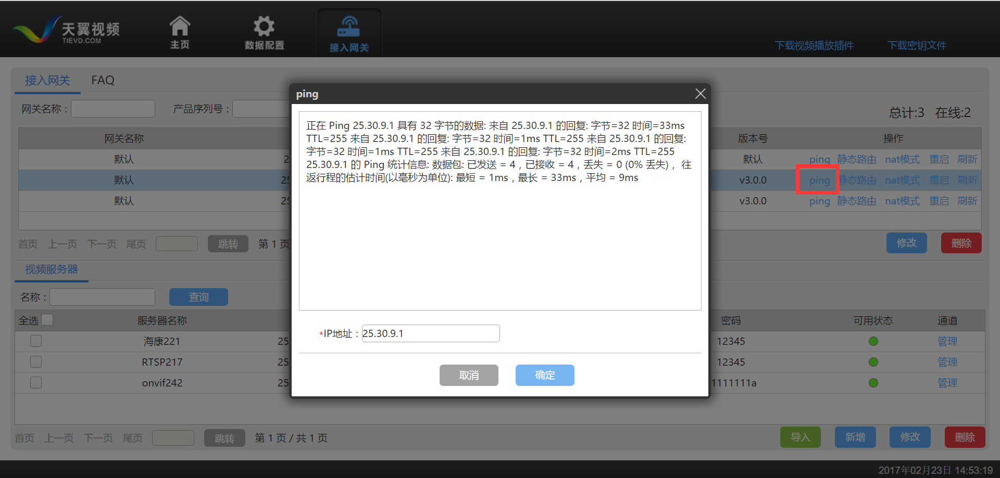 天翼视频
TIEVD.COM
主页
数据配置
接入网关
下载视频播放插件
下载密钥文件
接入网关
FAQ
网关名称：
产品序列号：
总计:3 在线:2
网关名称
版本号
操作
默认
2
默认
ping 静态路由 nat模式 重启 刷新
默认
25
v3.0.0
ping 静态路由 nat模式 重启 刷新
默认
25
v3.0.0
ping 静态路由 nat模式 重启 刷新
首页 上一页 下一页 尾页
跳转
第 1 页
修改
删除
ping
正在 Ping 25.30.9.1 具有 32 字节的数据: 来自 25.30.9.1 的回复: 字节=32 时间=33ms
TTL=255 来自 25.30.9.1 的回复: 字节=32 时间=1ms TTL=255 来自 25.30.9.1 的回复:
字节=32 时间=1ms TTL=255 来自 25.30.9.1 的回复: 字节=32 时间=2ms TTL=255
25.30.9.1 的 Ping 统计信息: 数据包: 已发送 = 4，已接收 = 4，丢失 = 0 (0% 丢失)， 往
返行程的估计时间(以毫秒为单位): 最短 = 1ms，最长 = 33ms，平均 = 9ms
*IP地址：25.30.9.1
取消
确定
视频服务器
名称：
查询
全选
服务器名称
密码
可用状态
通道
海康221
25
12345
管理
RTSP217
25
12345
管理
onvif242
25
1111111a
管理
首页 上一页 下一页 尾页
跳转
第 1 页 / 共 1 页
导入
新增
修改
删除
2017年02月23日 14:53:19